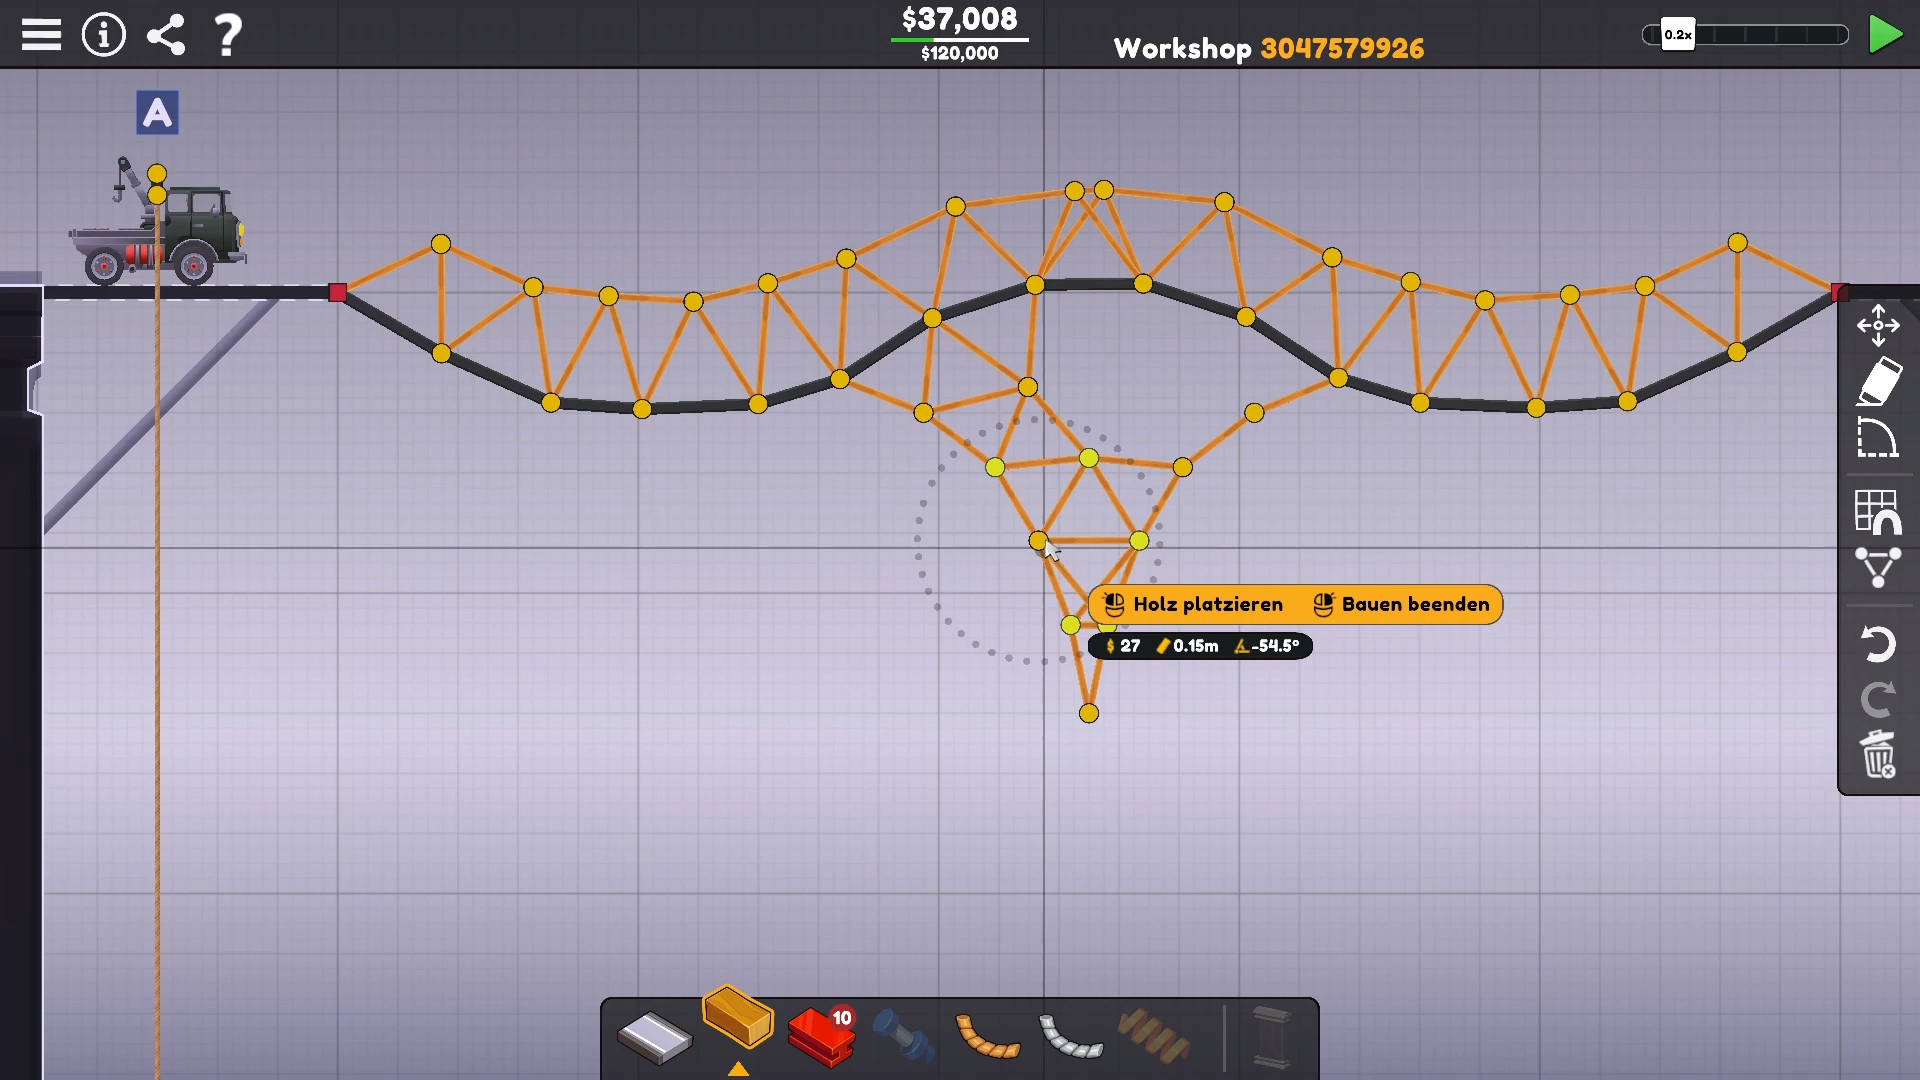 $37,008
$120,000
Workshop 3047579926
0.2x
A
Holz platzieren Bauen beenden
$ 27 0.15m -54.5°
10